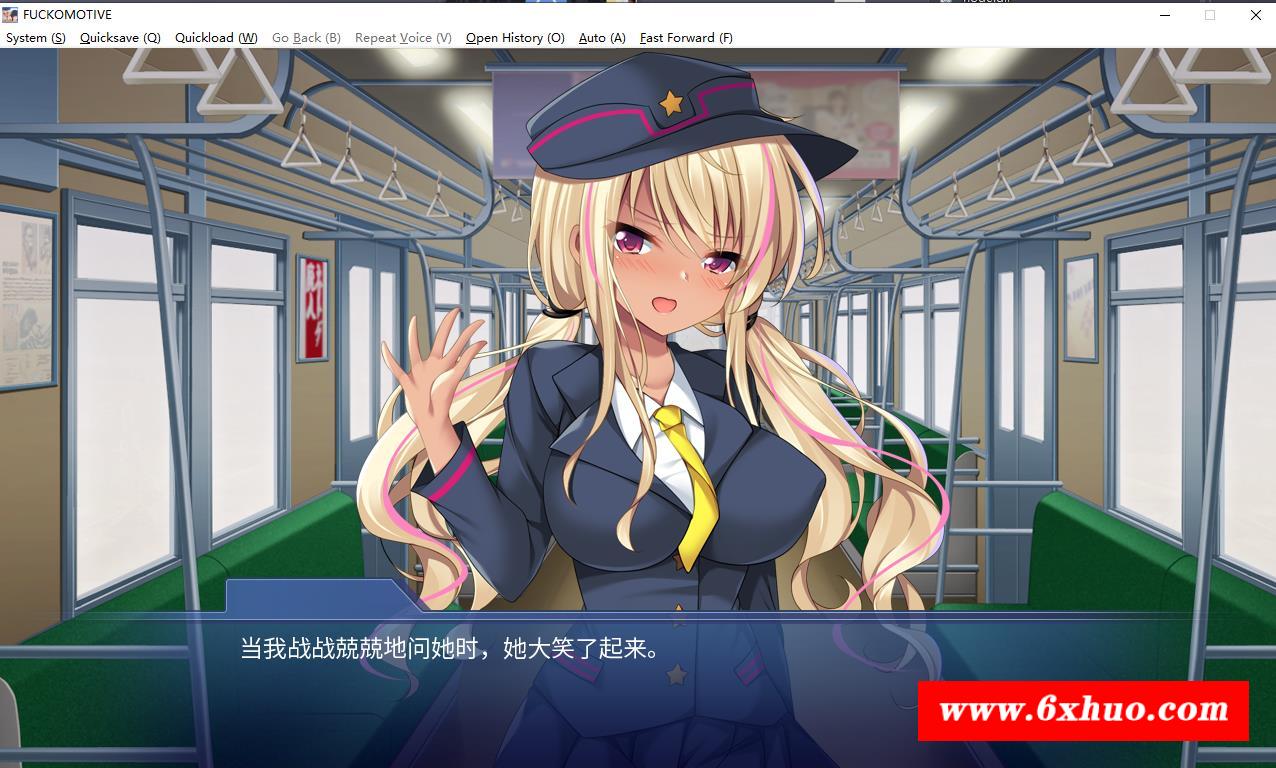 FUCKOMOTIVE
System (S) Quicksave (Q) Quickload (W) Go Back (B) Repeat Voice (V) Open History (O) Auto (A) Fast Forward (F)
当我战战兢兢地问她时，她大笑了起来。
www.6xhuo.com